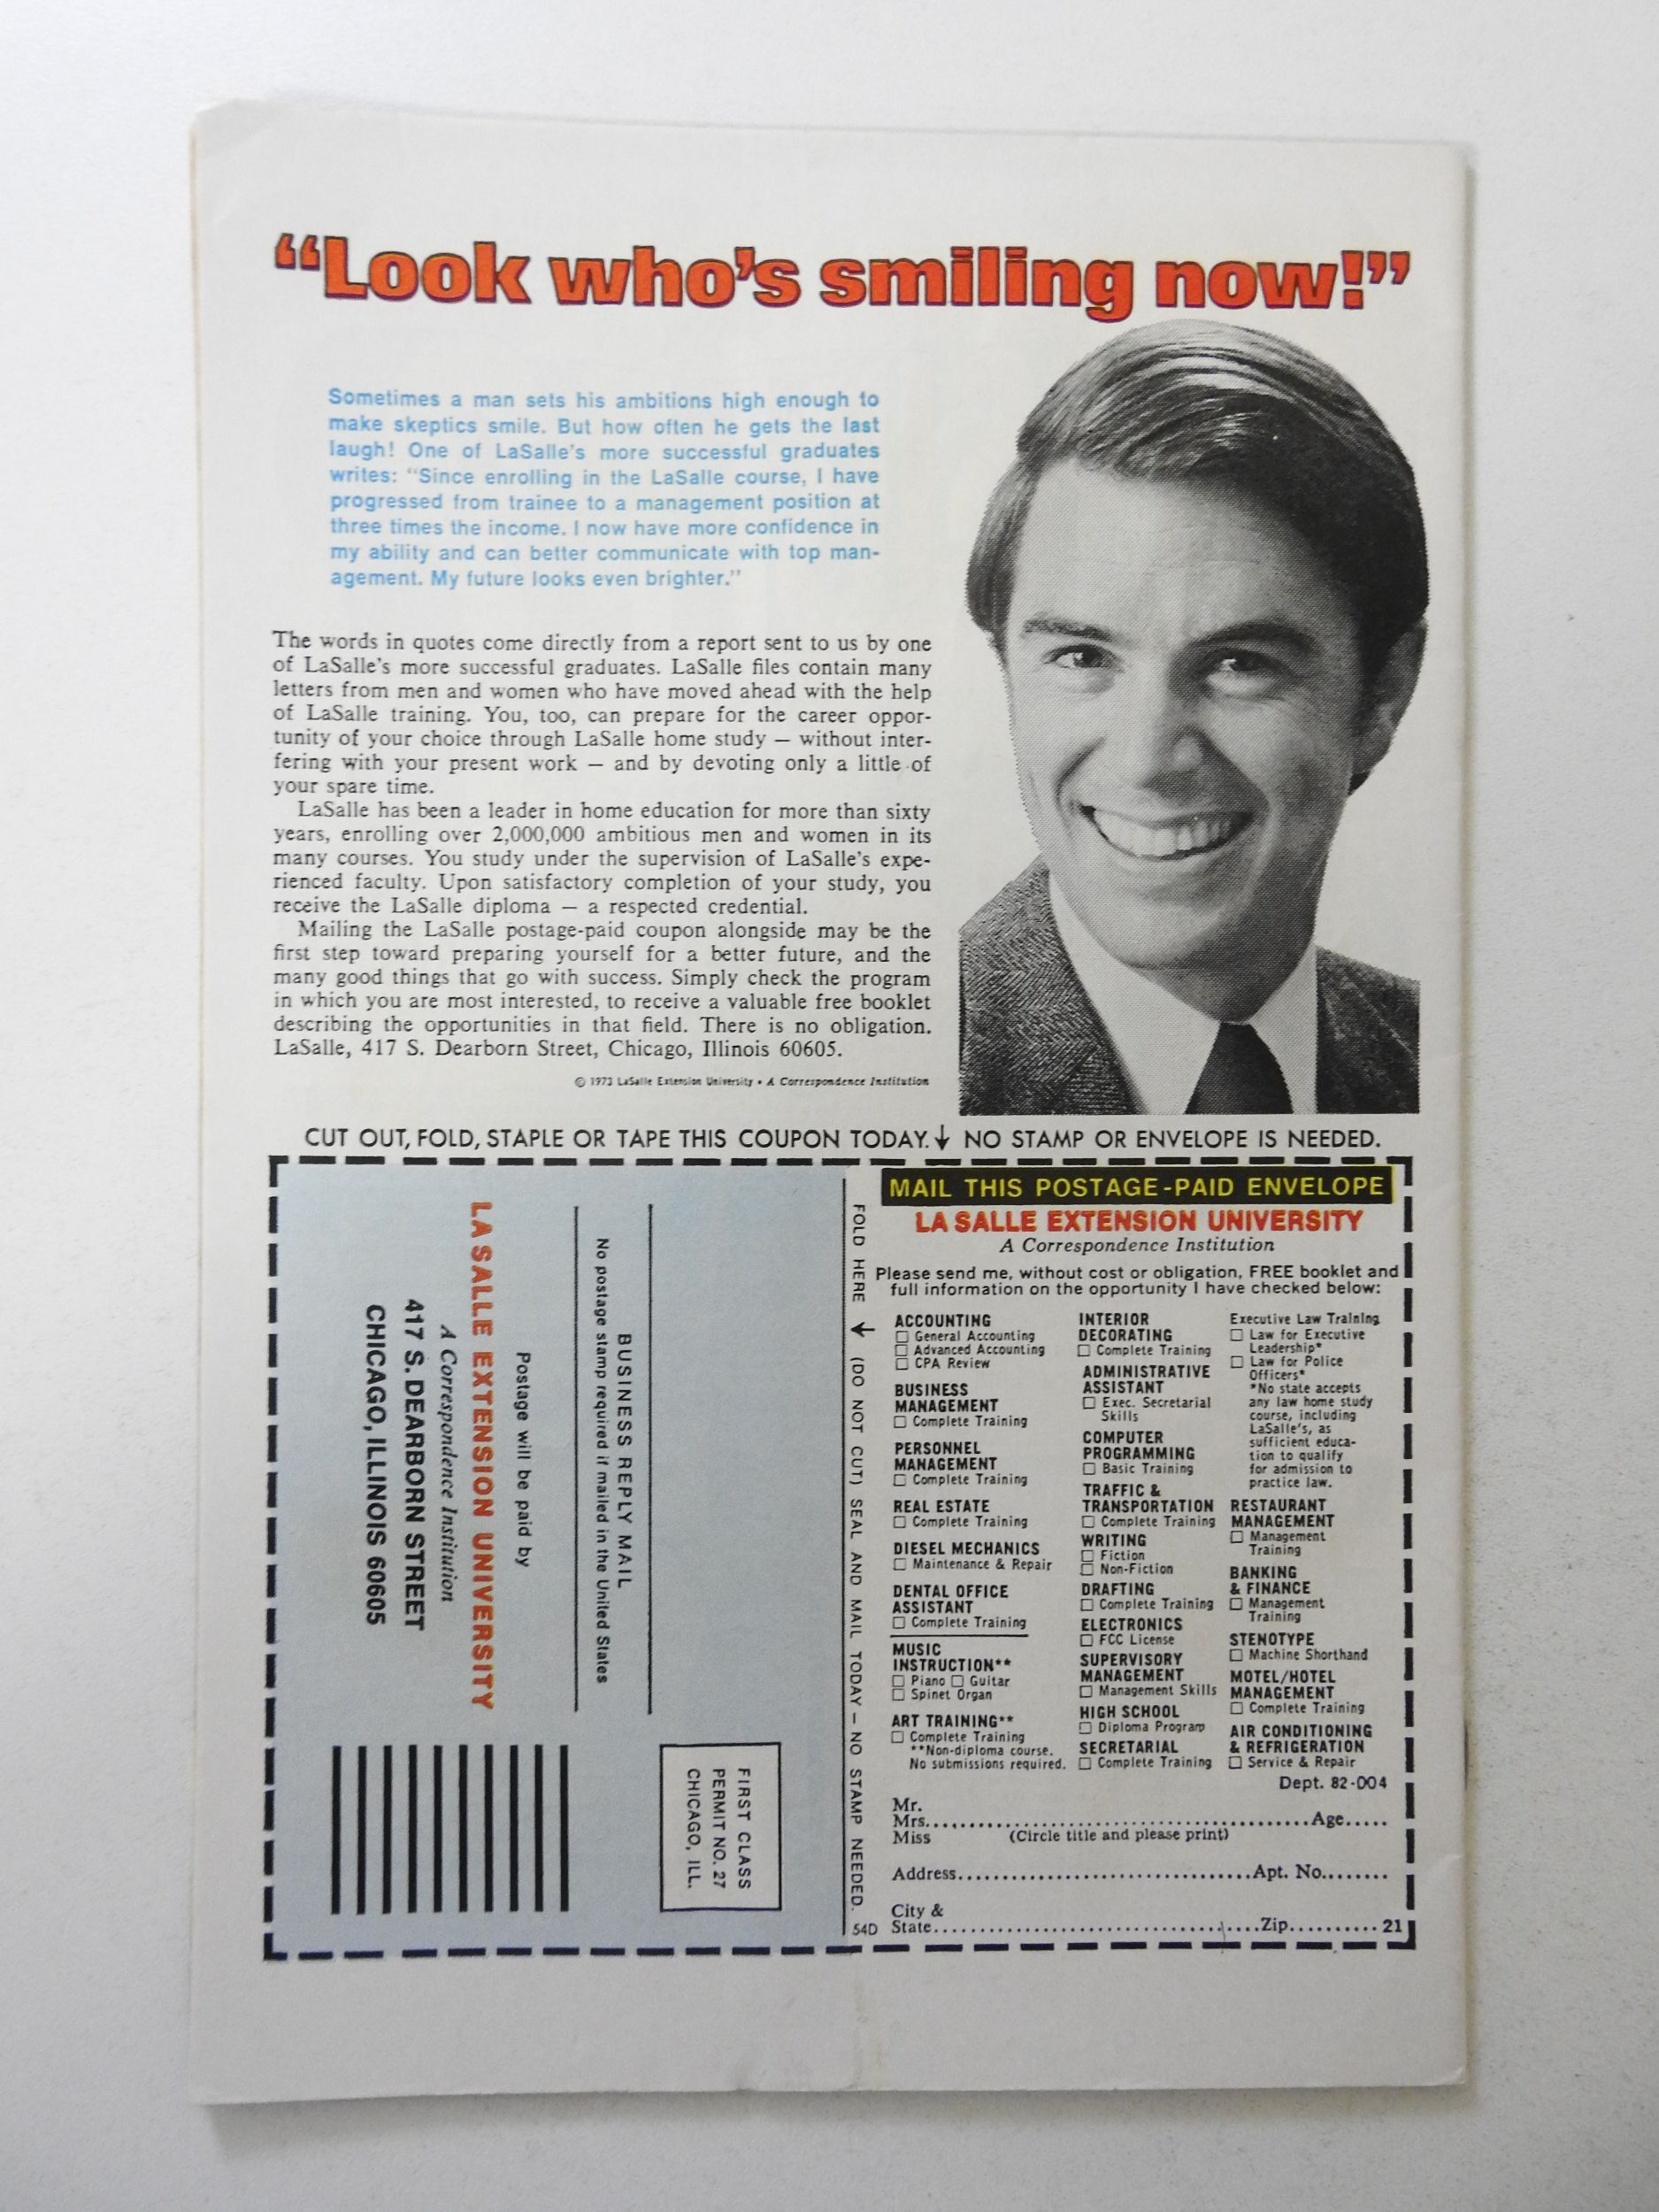 “Look who’s smiling now!”
Sometimes a man sets his ambitions high enough to
make skeptics smile. But how often he gets the last
laugh! One of LaSalle’s more successful graduates
writes: “Since enrolling in the LaSalle course, I have
progressed from trainee to a management position at
three times the income. I now have more confidence in
my ability and can better communicate with top man-
agement. My future looks even brighter.”
The words in quotes come directly from a report sent to us by one
of LaSalle’s more successful graduates. LaSalle files contain many
letters from men and women who have moved ahead with the help
of LaSalle training. You, too, can prepare for the career oppor-
tunity of your choice through LaSalle home study — without inter-
fering with your present work — and by devoting only a little of
your spare time.
LaSalle has been a leader in home education for more than sixty
years, enrolling over 2,000,000 ambitious men and women in its
many courses. You study under the supervision of LaSalle’s expe-
rienced faculty. Upon satisfactory completion of your study, you
receive the LaSalle diploma — a respected credential.
Mailing the LaSalle postage-paid coupon alongside may be the
first step toward preparing yourself for a better future, and the
many good things that go with success. Simply check the program
in which you are most interested, to receive a valuable free booklet
describing the opportunities in that field. There is no obligation.
LaSalle, 417 S. Dearborn Street, Chicago, Illinois 60605.
© 1973 LaSalle Extension University • A Correspondence Institution
CUT OUT, FOLD, STAPLE OR TAPE THIS COUPON TODAY.↓ NO STAMP OR ENVELOPE IS NEEDED.
FIRST CLASS
PERMIT NO. 27
CHICAGO, ILL.
BUSINESS REPLY MAIL
No postage stamp required if mailed in the United States
Postage will be paid by
LA SALLE EXTENSION UNIVERSITY
A Correspondence Institution
417 S. DEARBORN STREET
CHICAGO, ILLINOIS 60605
FOLD HERE ↓ (DO NOT CUT) SEAL AND MAIL TODAY — NO STAMP NEEDED.
54D
MAIL THIS POSTAGE-PAID ENVELOPE
LA SALLE EXTENSION UNIVERSITY
A Correspondence Institution
Please send me, without cost or obligation, FREE booklet and
full information on the opportunity I have checked below:
ACCOUNTING
□ General Accounting
□ Advanced Accounting
□ CPA Review
BUSINESS
MANAGEMENT
□ Complete Training
PERSONNEL
MANAGEMENT
□ Complete Training
REAL ESTATE
□ Complete Training
DIESEL MECHANICS
□ Maintenance & Repair
DENTAL OFFICE
ASSISTANT
□ Complete Training
MUSIC
INSTRUCTION**
□ Piano □ Guitar
□ Spinet Organ
ART TRAINING**
□ Complete Training
**Non-diploma course.
No submissions required.
INTERIOR
DECORATING
□ Complete Training
ADMINISTRATIVE
ASSISTANT
□ Exec. Secretarial
Skills
COMPUTER
PROGRAMMING
□ Basic Training
TRAFFIC &
TRANSPORTATION
□ Complete Training
WRITING
□ Fiction
□ Non-Fiction
DRAFTING
□ Complete Training
ELECTRONICS
□ FCC License
SUPERVISORY
MANAGEMENT
□ Management Skills
HIGH SCHOOL
□ Diploma Program
SECRETARIAL
□ Complete Training
Executive Law Training
□ Law for Executive
Leadership*
□ Law for Police
Officers*
*No state accepts
any law home study
course, including
LaSalle’s, as
sufficient educa-
tion to qualify
for admission to
practice law.
RESTAURANT
MANAGEMENT
□ Management
Training
BANKING
& FINANCE
□ Management
Training
STENOTYPE
□ Machine Shorthand
MOTEL/HOTEL
MANAGEMENT
□ Complete Training
AIR CONDITIONING
& REFRIGERATION
□ Service & Repair
Dept. 82-004
Mr.
Mrs. Age
Miss (Circle title and please print)
Address Apt. No.
City &
State Zip 21